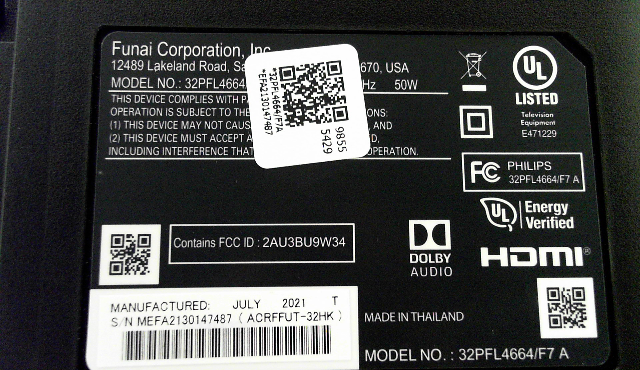 Funai Corporation, Inc.
12489 Lakeland Road, Sa 670, USA
MODEL NO.: 32PFL4664/ Hz 50W
THIS DEVICE COMPLIES WITH PA
OPERATION IS SUBJECT TO THE NS:
(1) THIS DEVICE MAY NOT CAUS , AND
(2) THIS DEVICE MUST ACCEPT A
INCLUDING INTERFERENCE THAT OPERATION.
*32PFL4664/F7A
*EFA2130147487
9855
5429
UL
LISTED
Television
Equipment
E471229
FC PHILIPS
32PFL4664/F7 A
UL Energy
Verified
Contains FCC ID : 2AU3BU9W34
DOLBY
AUDIO
HDMI®
MANUFACTURED: JULY 2021 T
S/N MEFA2130147487 ( ACRFFUT-32HK )
MADE IN THAILAND
MODEL NO. : 32PFL4664/F7 A